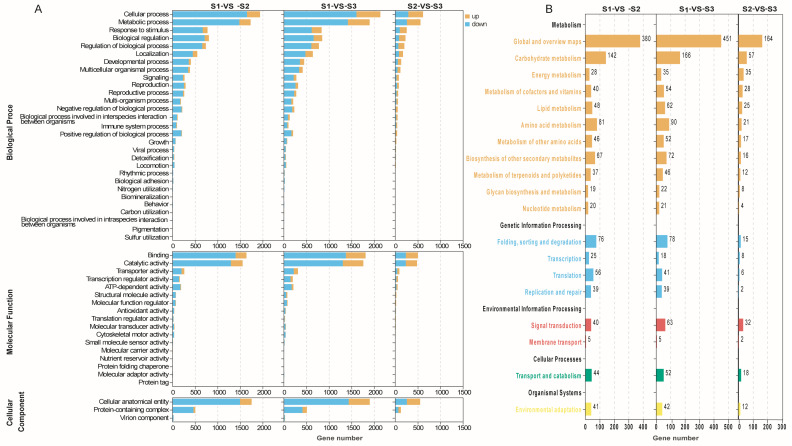 A
S1-VS -S2
S1-VS-S3
S2-VS-S3
up
down
Biological Proce
Cellular process
Metabolic process
Response to stimulus
Biological regulation
Regulation of biological process
Localization
Developmental process
Multicellular organismal process
Signaling
Reproduction
Reproductive process
Multi-organism process
Negative regulation of biological process
Biological process involved in interspecies interaction
between organisms
Immune system process
Positive regulation of biological process
Growth
Viral process
Detoxification
Locomotion
Rhythmic process
Biological adhesion
Nitrogen utilization
Biomineralization
Behavior
Carbon utilization
Biological process involved in intraspecies interaction
between organisms
Pigmentation
Sulfur utilization
0 500 1000 1500 2000
0 500 1000 1500 2000
0 500 1000 1500
Molecular Function
Binding
Catalytic activity
Transporter activity
Transcription regulator activity
ATP-dependent activity
Structural molecule activity
Molecular function regulator
Antioxidant activity
Translation regulator activity
Molecular transducer activity
Cytoskeletal motor activity
Small molecule sensor activity
Molecular carrier activity
Nutrient reservoir activity
Protein folding chaperone
Molecular adaptor activity
Protein tag
0 500 1000 1500 2000
0 500 1000 1500 2000
0 500 1000 1500
Cellular
Component
Cellular anatomical entity
Protein-containing complex
Virion component
0 500 1000 1500 2000
0 500 1000 1500 2000
0 500 1000 1500
Gene number
B
S1-VS -S2
S1-VS-S3
S2-VS-S3
Metabolism
Global and overview maps 380 451 164
Carbohydrate metabolism 142 166 57
Energy metabolism 28 35 35
Metabolism of cofactors and vitamins 40 54 28
Lipid metabolism 48 62 25
Amino acid metabolism 81 90 21
Metabolism of other amino acids 46 52 17
Biosynthesis of other secondary metabolites 67 72 16
Metabolism of terpenoids and polyketides 37 46 12
Glycan biosynthesis and metabolism 19 22 8
Nucleotide metabolism 20 21 4
Genetic Information Processing
Folding, sorting and degradation 76 78 15
Transcription 25 18 8
Translation 56 41 6
Replication and repair 39 39 2
Environmental Information Processing
Signal transduction 40 63 32
Membrane transport 5 5 2
Cellular Processes
Transport and catabolism 44 52 18
Organismal Systems
Environmental adaptation 41 42 12
0 100 200 300 400
0 100 200 300 400 500
0 100 200 300
Gene number